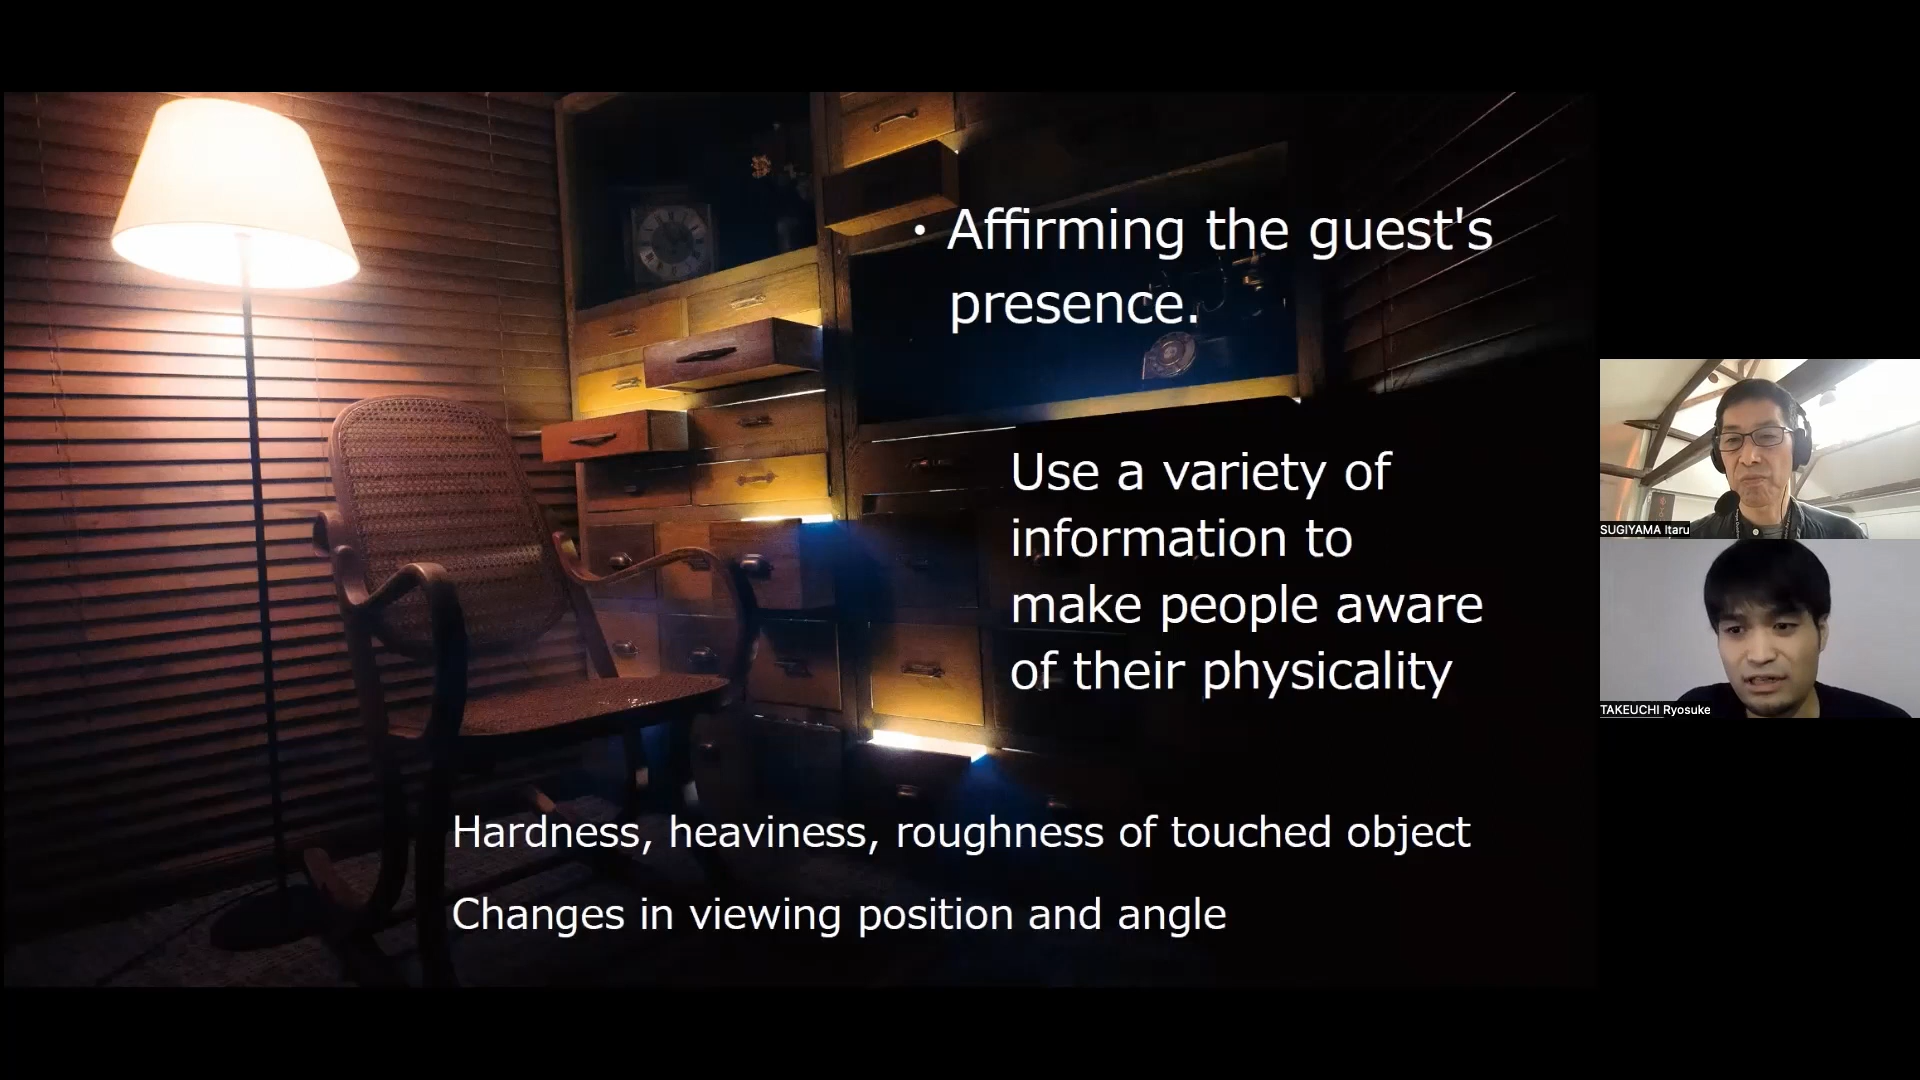 • Affirming the guest's
presence.
Use a variety of
information to
make people aware
of their physicality
Hardness, heaviness, roughness of touched object
Changes in viewing position and angle
SUGIYAMA Itaru
TAKEUCHI Ryosuke